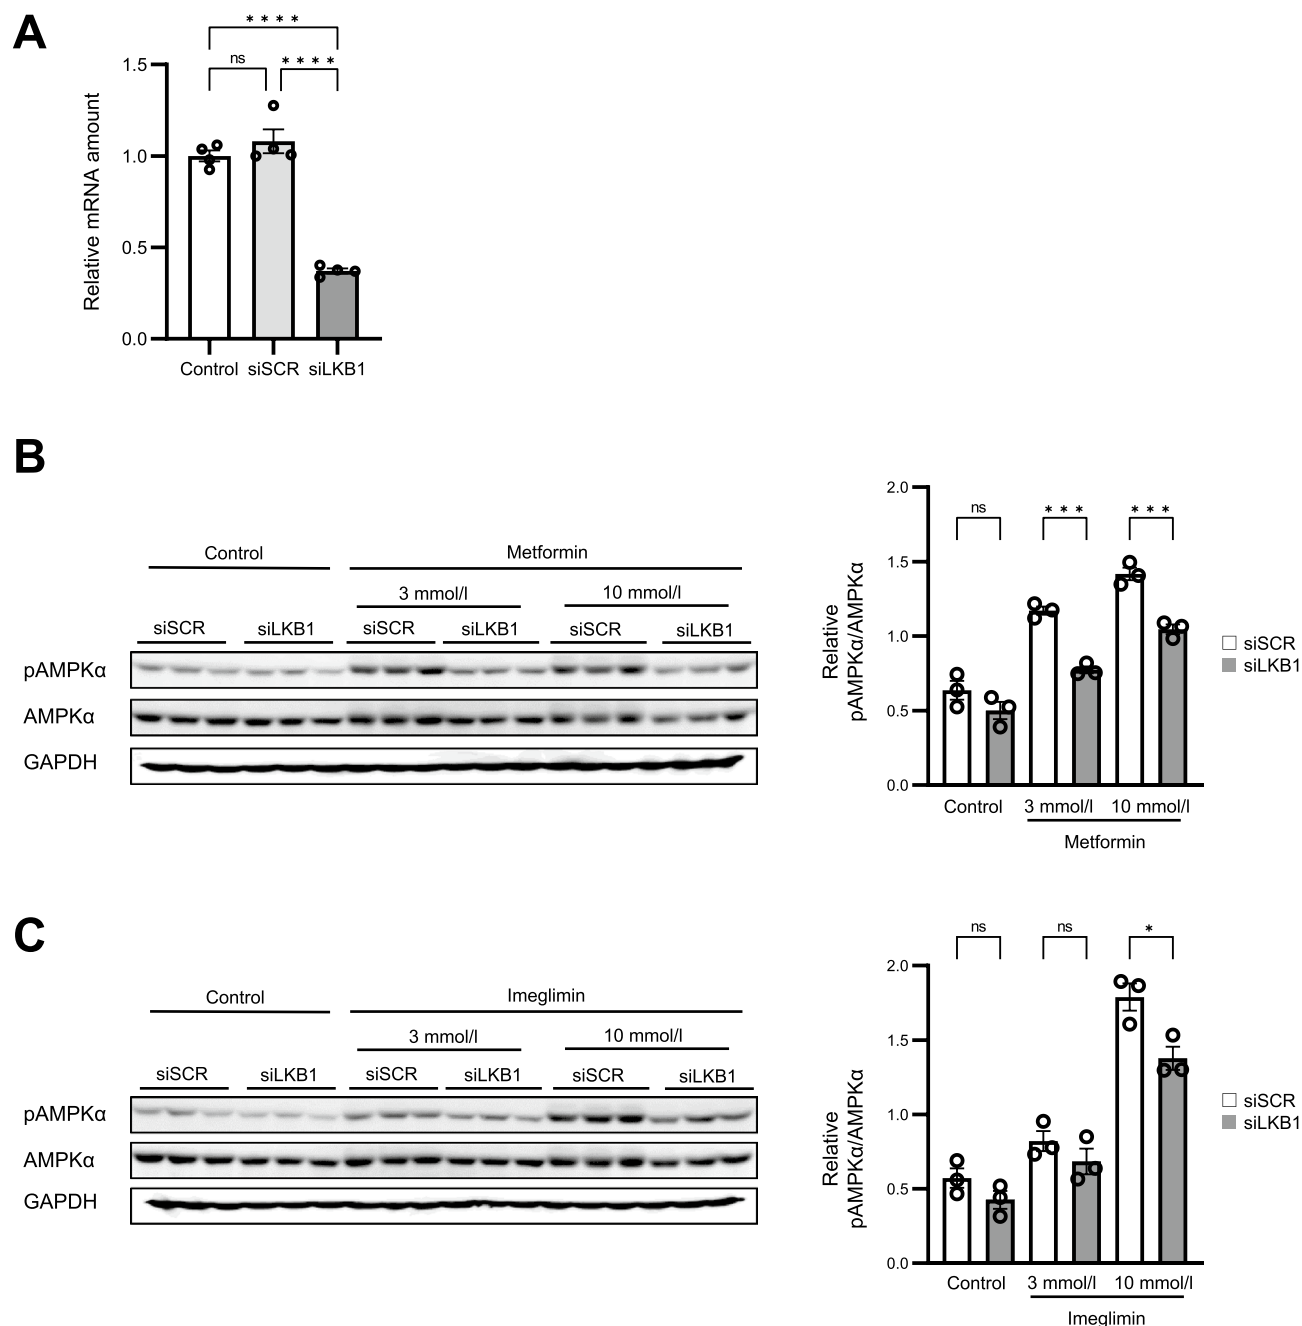 A
* * * *
ns * * * *
1.5
1.0
0.5
0.0
Relative mRNA amount
Control siSCR siLKB1
B
Control Metformin
3 mmol/l 10 mmol/l
siSCR siLKB1 siSCR siLKB1 siSCR siLKB1
pAMPKα
AMPKα
GAPDH
Relative
pAMPKα/AMPKα
2.0
1.5
1.0
0.5
0.0
ns * * * * * *
siSCR
siLKB1
Control 3 mmol/l 10 mmol/l
Metformin
C
Control Imeglimin
3 mmol/l 10 mmol/l
siSCR siLKB1 siSCR siLKB1 siSCR siLKB1
pAMPKα
AMPKα
GAPDH
Relative
pAMPKα/AMPKα
ns ns *
2.0
1.5
1.0
0.5
0.0
siSCR
siLKB1
Control 3 mmol/l 10 mmol/l
Imeglimin